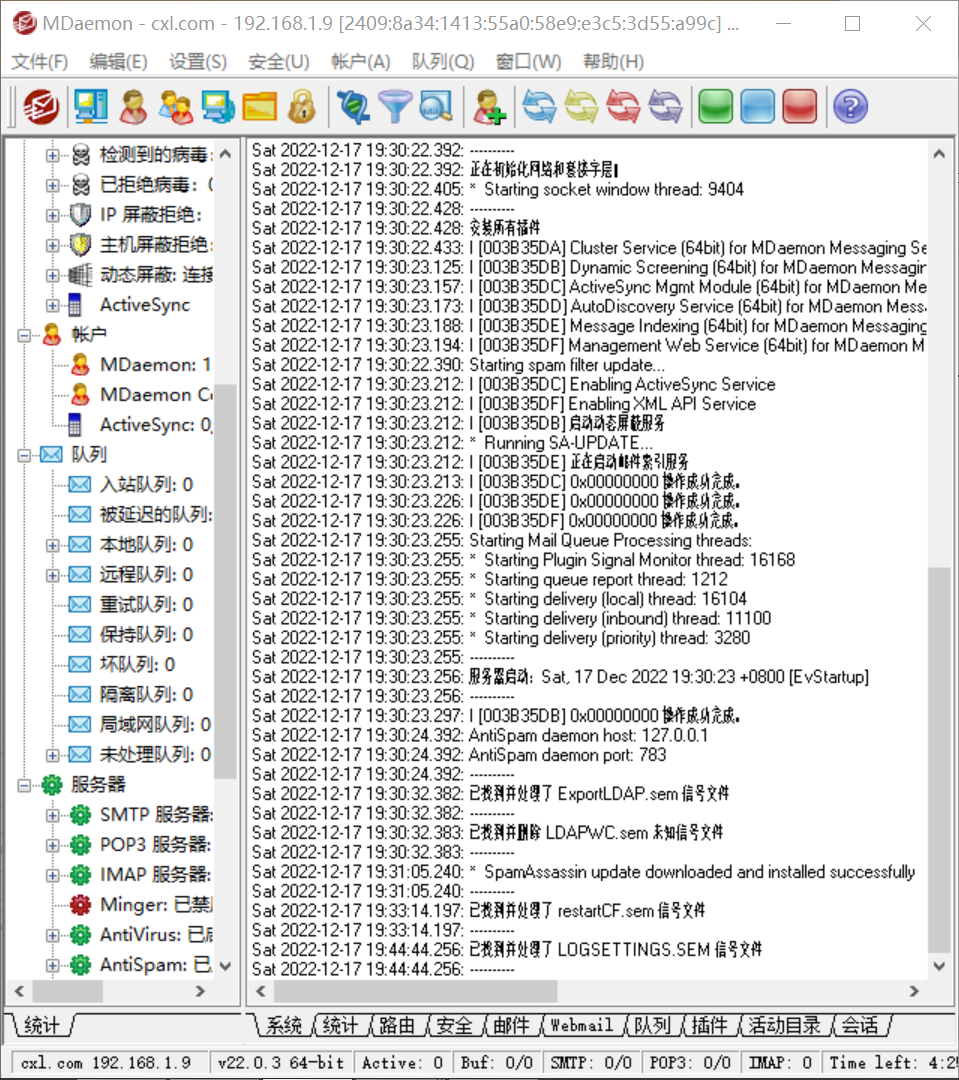 MDaemon - cxl.com - 192.168.1.9 [2409:8a34:1413:55a0:58e9:e3c5:3d55:a99c] ...
文件(F) 编辑(E) 设置(S) 安全(U) 帐户(A) 队列(Q) 窗口(W) 帮助(H)
检测到的病毒:
已拒绝病毒: 0
IP 屏蔽拒绝:
主机屏蔽拒绝:
动态屏蔽: 连接
ActiveSync
帐户
MDaemon: 1
MDaemon Co
ActiveSync: 0,
队列
入站队列: 0
被延迟的队列:
本地队列: 0
远程队列: 0
重试队列: 0
保持队列: 0
坏队列: 0
隔离队列: 0
局域网队列: 0
未处理队列: 0
服务器
SMTP 服务器:
POP3 服务器:
IMAP 服务器:
Minger: 已禁
AntiVirus: 已启
AntiSpam: 已
统计
Sat 2022-12-17 19:30:22.392: ----------
Sat 2022-12-17 19:30:22.392: 正在初始化网络和套接字层|
Sat 2022-12-17 19:30:22.405: * Starting socket window thread: 9404
Sat 2022-12-17 19:30:22.428: ----------
Sat 2022-12-17 19:30:22.428: 安装所有插件
Sat 2022-12-17 19:30:22.433: | [003B35DA] Cluster Service (64bit) for MDaemon Messaging Se
Sat 2022-12-17 19:30:23.125: | [003B35DB] Dynamic Screening (64bit) for MDaemon Messagin
Sat 2022-12-17 19:30:23.157: | [003B35DC] ActiveSync Mgmt Module (64bit) for MDaemon Me
Sat 2022-12-17 19:30:23.173: | [003B35DD] AutoDiscovery Service (64bit) for MDaemon Mess
Sat 2022-12-17 19:30:23.188: | [003B35DE] Message Indexing (64bit) for MDaemon Messaging
Sat 2022-12-17 19:30:23.194: | [003B35DF] Management Web Service (64bit) for MDaemon M
Sat 2022-12-17 19:30:22.390: Starting spam filter update...
Sat 2022-12-17 19:30:23.212: | [003B35DC] Enabling ActiveSync Service
Sat 2022-12-17 19:30:23.212: | [003B35DF] Enabling XML API Service
Sat 2022-12-17 19:30:23.212: | [003B35DB] 启动动态屏蔽服务
Sat 2022-12-17 19:30:23.212: * Running SA-UPDATE...
Sat 2022-12-17 19:30:23.212: | [003B35DE] 正在启动邮件索引服务
Sat 2022-12-17 19:30:23.213: | [003B35DC] 0x00000000 操作成功完成。
Sat 2022-12-17 19:30:23.226: | [003B35DE] 0x00000000 操作成功完成。
Sat 2022-12-17 19:30:23.226: | [003B35DF] 0x00000000 操作成功完成。
Sat 2022-12-17 19:30:23.255: Starting Mail Queue Processing threads:
Sat 2022-12-17 19:30:23.255: * Starting Plugin Signal Monitor thread: 16168
Sat 2022-12-17 19:30:23.255: * Starting queue report thread: 1212
Sat 2022-12-17 19:30:23.255: * Starting delivery (local) thread: 16104
Sat 2022-12-17 19:30:23.255: * Starting delivery (inbound) thread: 11100
Sat 2022-12-17 19:30:23.255: * Starting delivery (priority) thread: 3280
Sat 2022-12-17 19:30:23.255: ----------
Sat 2022-12-17 19:30:23.256: 服务器启动: Sat, 17 Dec 2022 19:30:23 +0800 [EvStartup]
Sat 2022-12-17 19:30:23.256: ----------
Sat 2022-12-17 19:30:23.297: | [003B35DB] 0x00000000 操作成功完成。
Sat 2022-12-17 19:30:24.392: AntiSpam daemon host: 127.0.0.1
Sat 2022-12-17 19:30:24.392: AntiSpam daemon port: 783
Sat 2022-12-17 19:30:24.392: ----------
Sat 2022-12-17 19:30:32.382: 已找到并处理了 ExportLDAP.sem 信号文件
Sat 2022-12-17 19:30:32.382: ----------
Sat 2022-12-17 19:30:32.383: 已找到并删除 LDAPWC.sem 未知信号文件
Sat 2022-12-17 19:30:32.383: ----------
Sat 2022-12-17 19:31:05.240: * SpamAssassin update downloaded and installed successfully
Sat 2022-12-17 19:31:05.240: ----------
Sat 2022-12-17 19:33:14.197: 已找到并处理了 restartCF.sem 信号文件
Sat 2022-12-17 19:33:14.197: ----------
Sat 2022-12-17 19:44:44.256: 已找到并处理了 LOGSETTINGS.SEM 信号文件
Sat 2022-12-17 19:44:44.256: ----------
系统 统计 路由 安全 邮件 Webmail 队列 插件 活动目录 会话
cxl.com 192.168.1.9 v22.0.3 64-bit Active: 0 Buf: 0/0 SMTP: 0/0 POP3: 0/0 IMAP: 0 Time left: 4:2